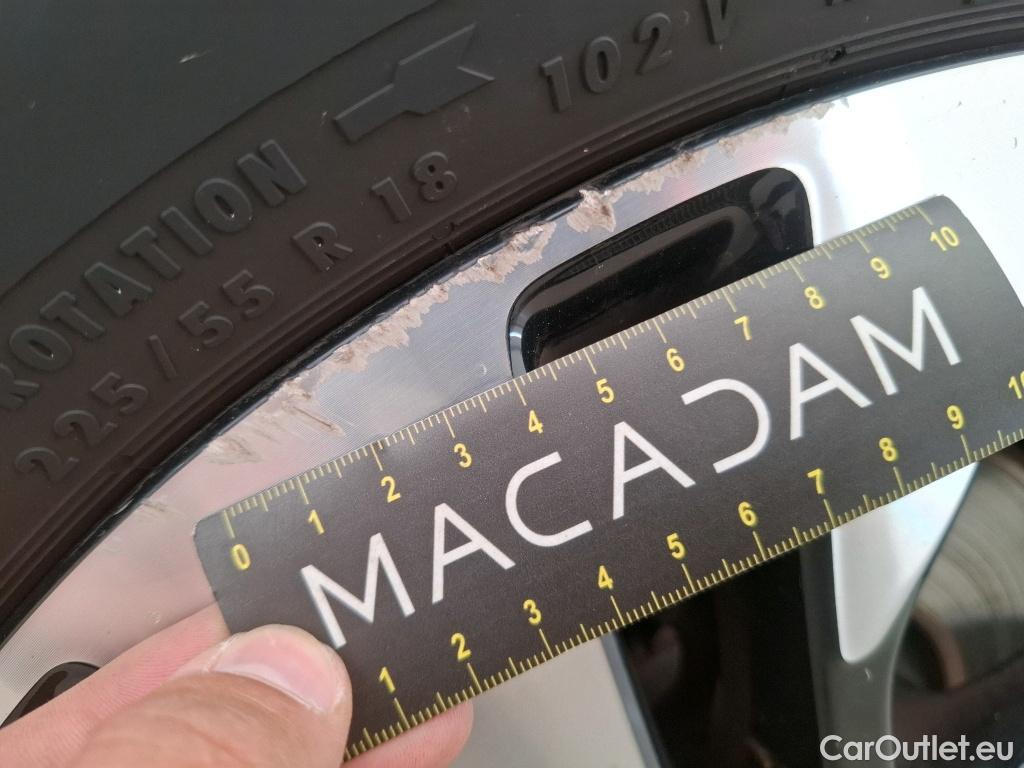 ROTATION
225/55 R 18 102 V
0 1 2 3 4 5 6 7 8 9 10
MACADAM
1 2 3 4 5 6 7 8 9 10
CarOutlet.eu